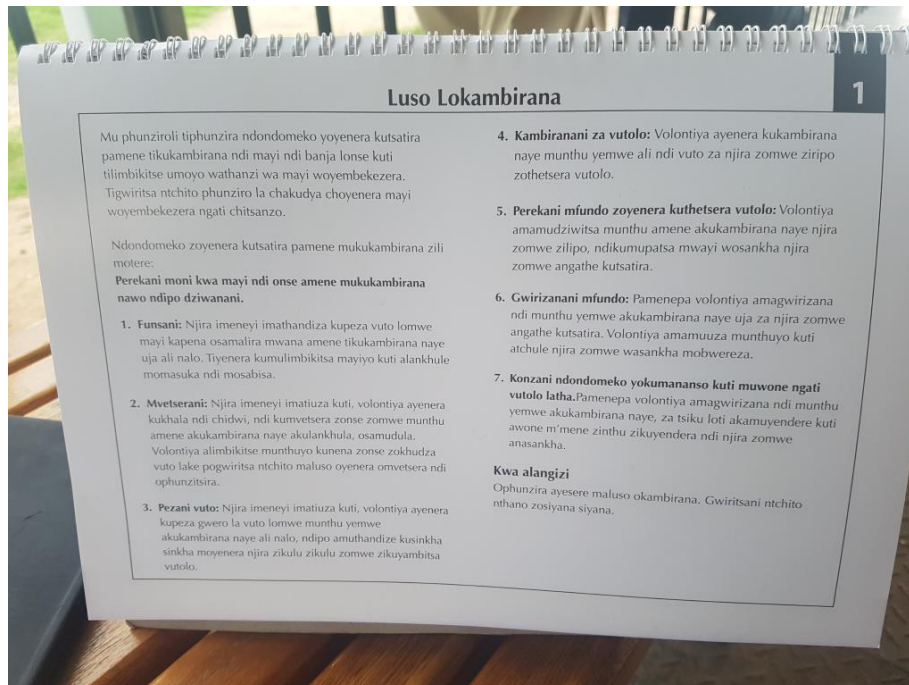 Luso Lokambirana
1
Mu phunziroli tiphunzira ndondomeko yoyenera kutsatira
pamene tikukambirana ndi mayi ndi banja lonse kuti
tilimbikitse umoyo wathanzi wa mayi woyembekezera.
Tigwiritsa ntchito phunziro la chakudya choyenera mayi
woyembekezera ngati chitsanzo.
Ndondomeko zoyenera kutsatira pamene mukukambirana zili
motere:
Perekani moni kwa mayi ndi onse amene mukukambirana
nawo ndipo dziwanani.
1. Funsani: Njira imeneyi imathandiza kupeza vuto lomwe
mayi kapena osamalira mwana amene tikukambirana naye
uja ali nalo. Tiyenera kumulimbikitsa mayiyo kuti alankhule
momasuka ndi mosabisa.
2. Mvetserani: Njira imeneyi imatiuza kuti, volontiya ayenera
kukhala ndi chidwi, ndi kumvetsera zonse zomwe munthu
amene akukambirana naye akulankhula, osamudula.
Volontiya alimbikitse munthuyo kunena zonse zokhudza
vuto lake pogwiritsa ntchito maluso oyenera omvetsera ndi
ophunzitsira.
3. Pezani vuto: Njira imeneyi imatiuza kuti, volontiya ayenera
kupeza gwero la vuto lomwe munthu yemwe
akukambirana naye ali nalo, ndipo amuthandize kusinkha
sinkha moyenera njira zikulu zikulu zomwe zikuyambitsa
vutolo.
4. Kambirananani za vutolo: Volontiya ayenera kukambirana
naye munthu yemwe ali ndi vuto za njira zomwe ziripo
zothetsera vutolo.
5. Perekani mfundo zoyenera kuthetsera vutolo: Volontiya
amamudziwitsa munthu amene akukambirana naye njira
zomwe zilipo, ndikumupatsa mwayi wosankha njira
zomwe angathe kutsatira.
6. Gwirizanani mfundo: Pamenepa volontiya amagwirizana
ndi munthu yemwe akukambirana naye uja za njira zomwe
angathe kutsatira. Volontiya amamuuza munthuyo kuti
atchule njira zomwe wasankha mobwereza.
7. Konzani ndondomeko yokumananso kuti muwone ngati
vutolo latha.Pamenepa volontiya amagwirizana ndi munthu
yemwe akukambirana naye, za tsiku loti akamuyendere kuti
awone m'mene zinthu zikuyendera ndi njira zomwe
anasankha.
Kwa alangizi
Ophunzira ayesere maluso okambirana. Gwiritsani ntchito
nthano zosiyana siyana.